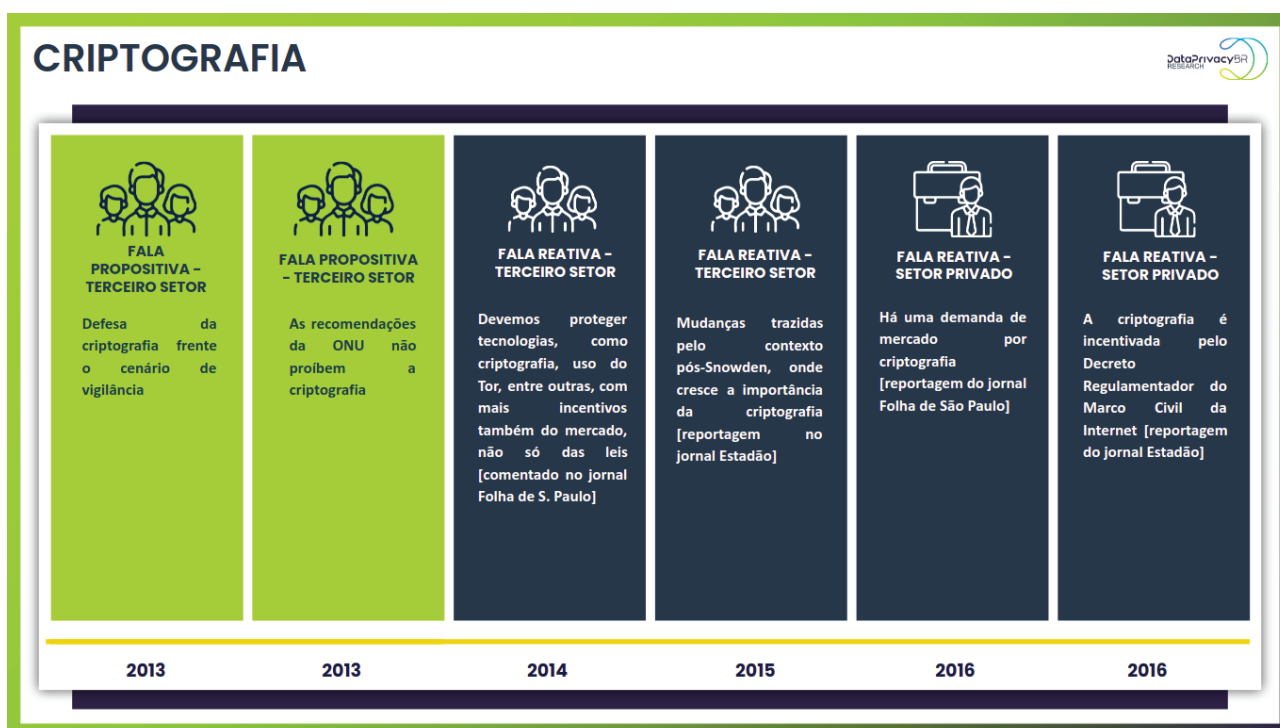 CRIPTOGRAFIA
DataPrivacyBR
RESEARCH
FALA
PROPOSITIVA –
TERCEIRO SETOR
Defesa da
criptografia frente
o cenário de
vigilância
2013
FALA PROPOSITIVA
– TERCEIRO SETOR
As recomendações
da ONU não
proíbem a
criptografia
2013
FALA REATIVA –
TERCEIRO SETOR
Devemos proteger
tecnologias, como
criptografia, uso do
Tor, entre outras, com
mais incentivos
também do mercado,
não só das leis
[comentado no jornal
Folha de S. Paulo]
2014
FALA REATIVA –
TERCEIRO SETOR
Mudanças trazidas
pelo contexto
pós-Snowden, onde
cresce a importância
da criptografia
[reportagem no
jornal Estadão]
2015
FALA REATIVA –
SETOR PRIVADO
Há uma demanda de
mercado por
criptografia
[reportagem do jornal
Folha de São Paulo]
2016
FALA REATIVA –
SETOR PRIVADO
A criptografia é
incentivada pelo
Decreto
Regulamentador do
Marco Civil da
Internet [reportagem
do jornal Estadão]
2016